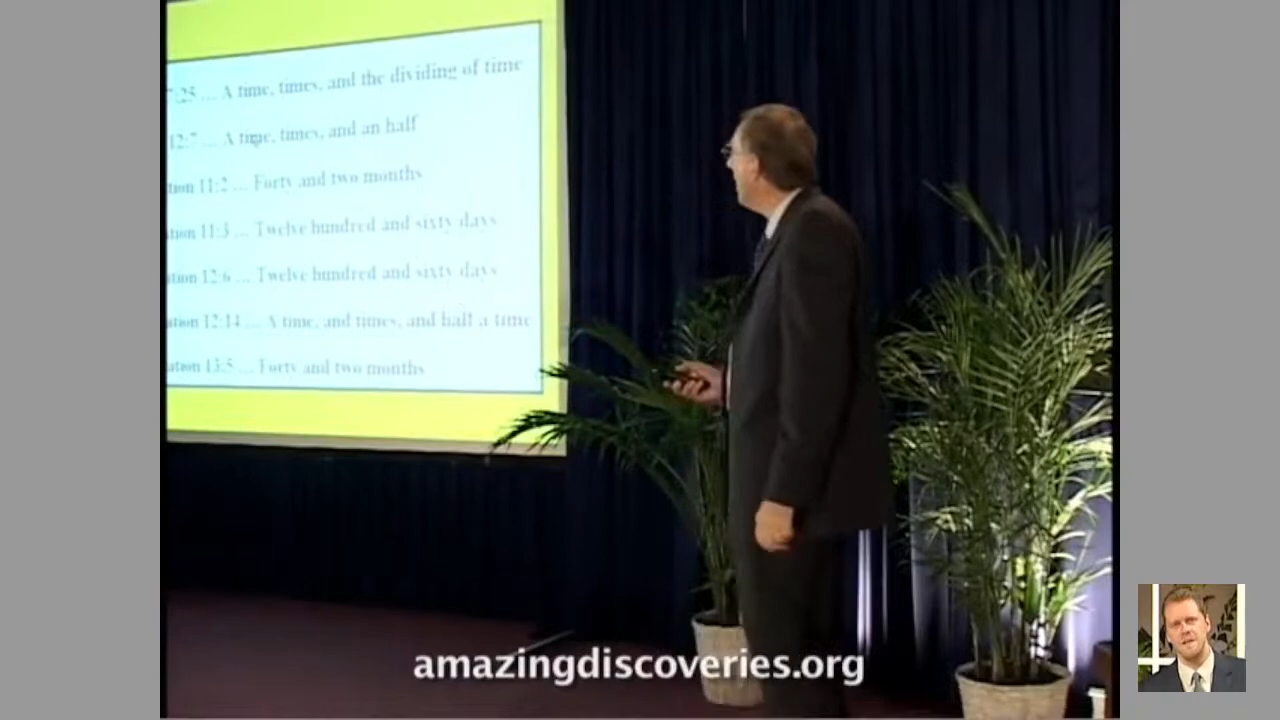 7:25 ... A time, times, and the dividing of time
12:7 ... A time, times, and an half
tion 11:2 ... Forty and two months
tion 11:3 ... Twelve hundred and sixty days
ation 12:6 ... Twelve hundred and sixty days
ation 12:14 ... A time, and times, and half a time
ation 13:5 ... Forty and two months
amazingdiscoveries.org